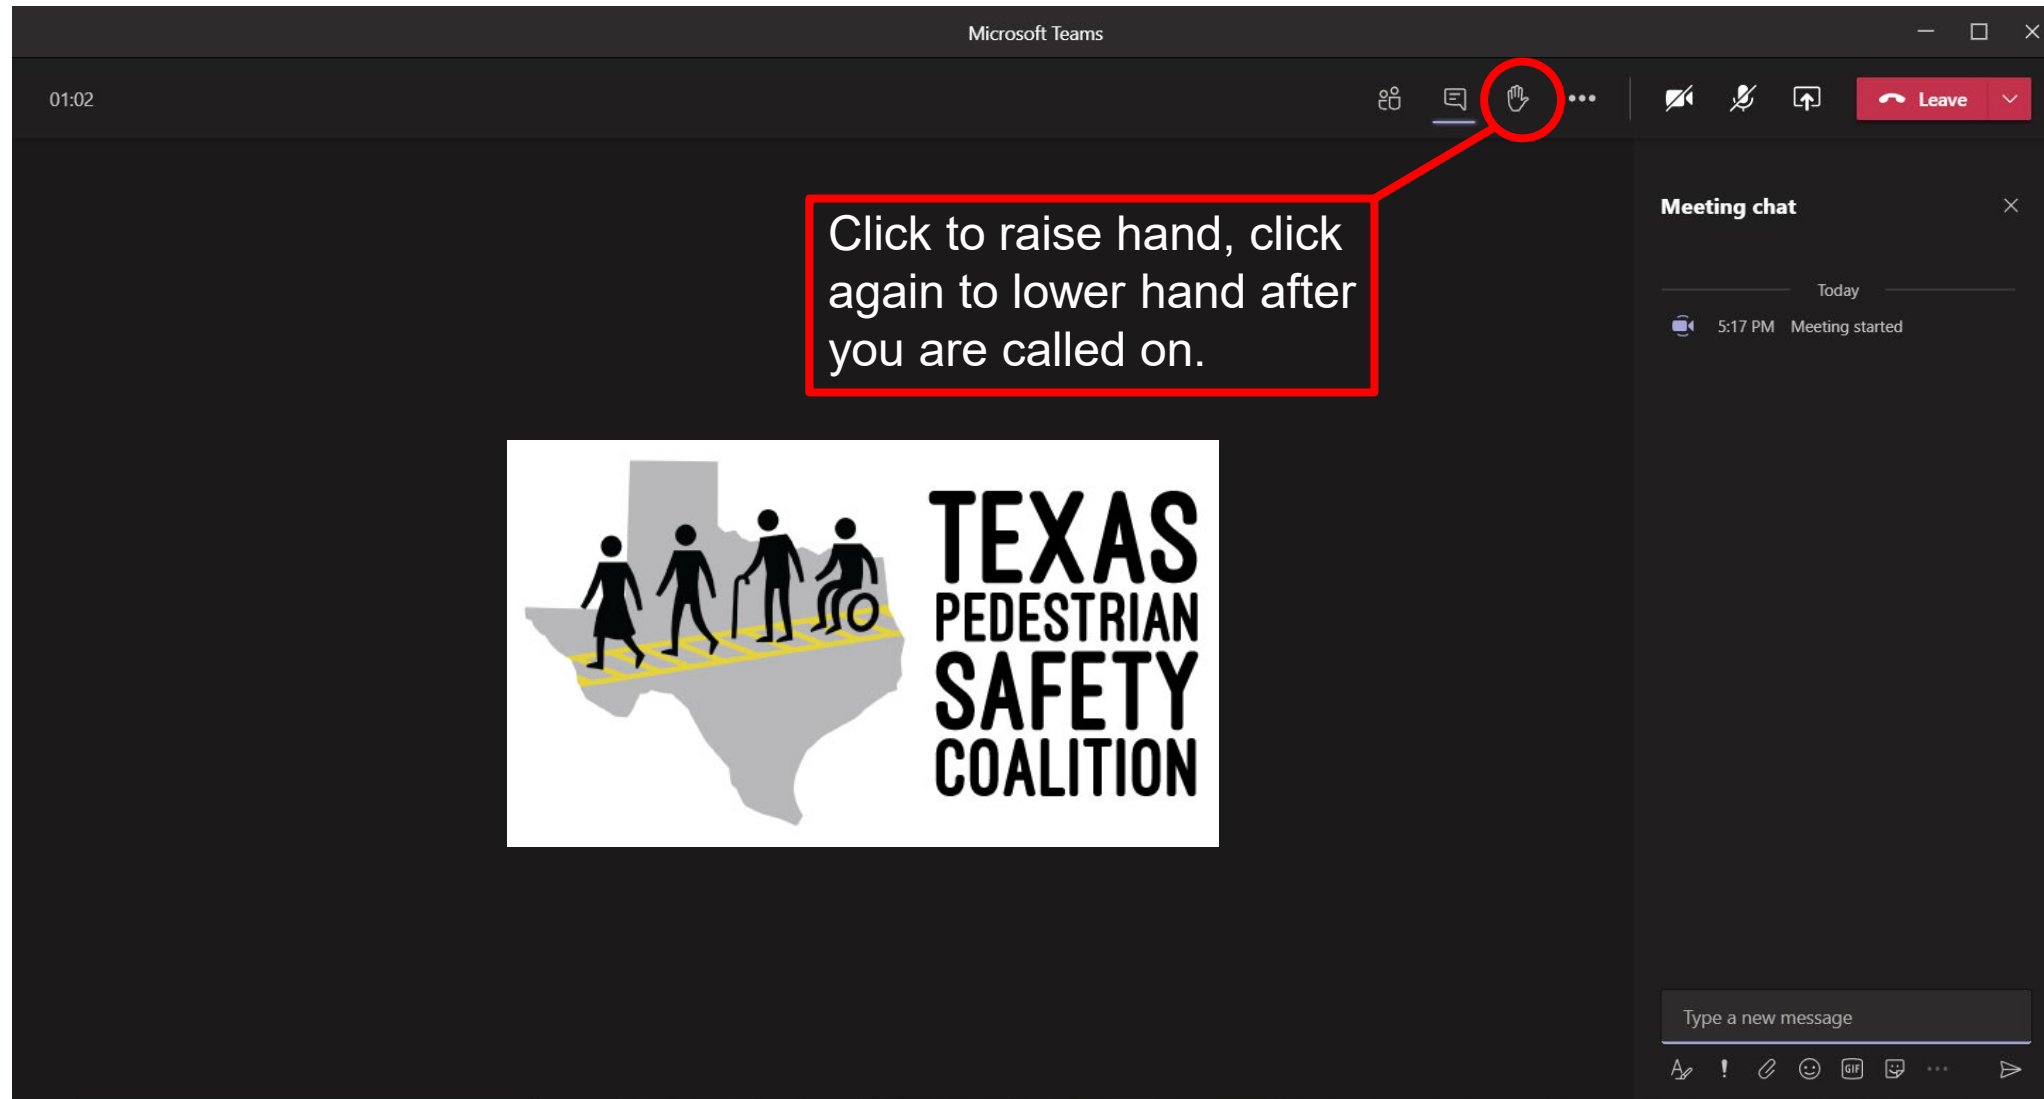 Microsoft Teams
01:02
Leave
Click to raise hand, click
again to lower hand after
you are called on.
Meeting chat
Today
5:17 PM Meeting started
TEXAS
PEDESTRIAN
SAFETY
COALITION
Type a new message
GIF